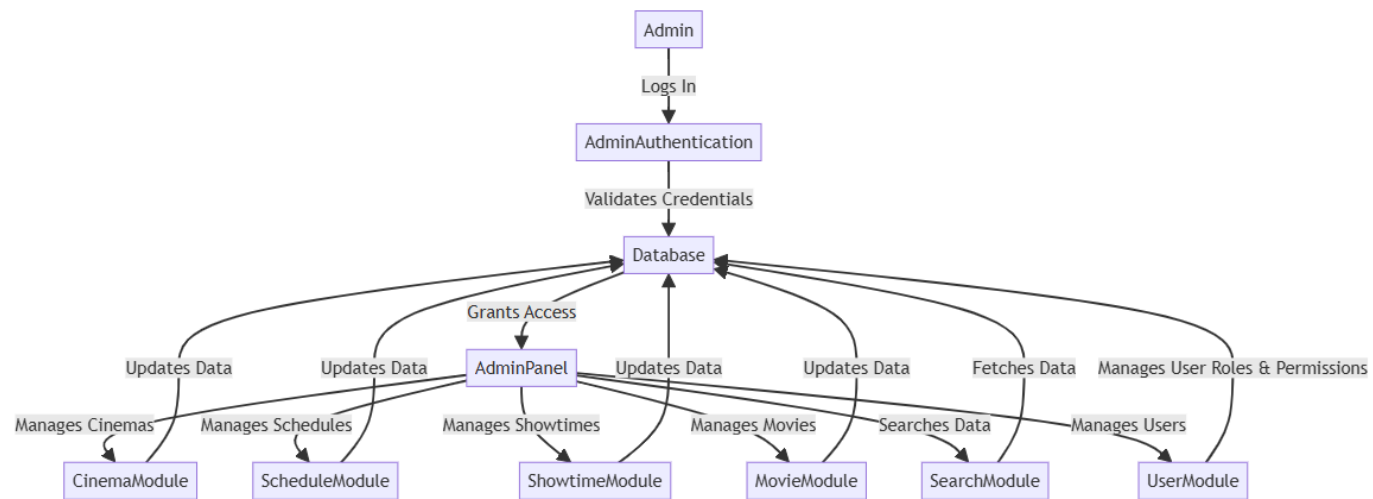 Admin
Logs In
AdminAuthentication
Validates Credentials
Database
Grants Access
Updates Data
Updates Data
AdminPanel
Updates Data
Updates Data
Fetches Data
Manages User Roles & Permissions
Manages Cinemas
Manages Schedules
Manages Showtimes
Manages Movies
Searches Data
Manages Users
CinemaModule
ScheduleModule
ShowtimeModule
MovieModule
SearchModule
UserModule